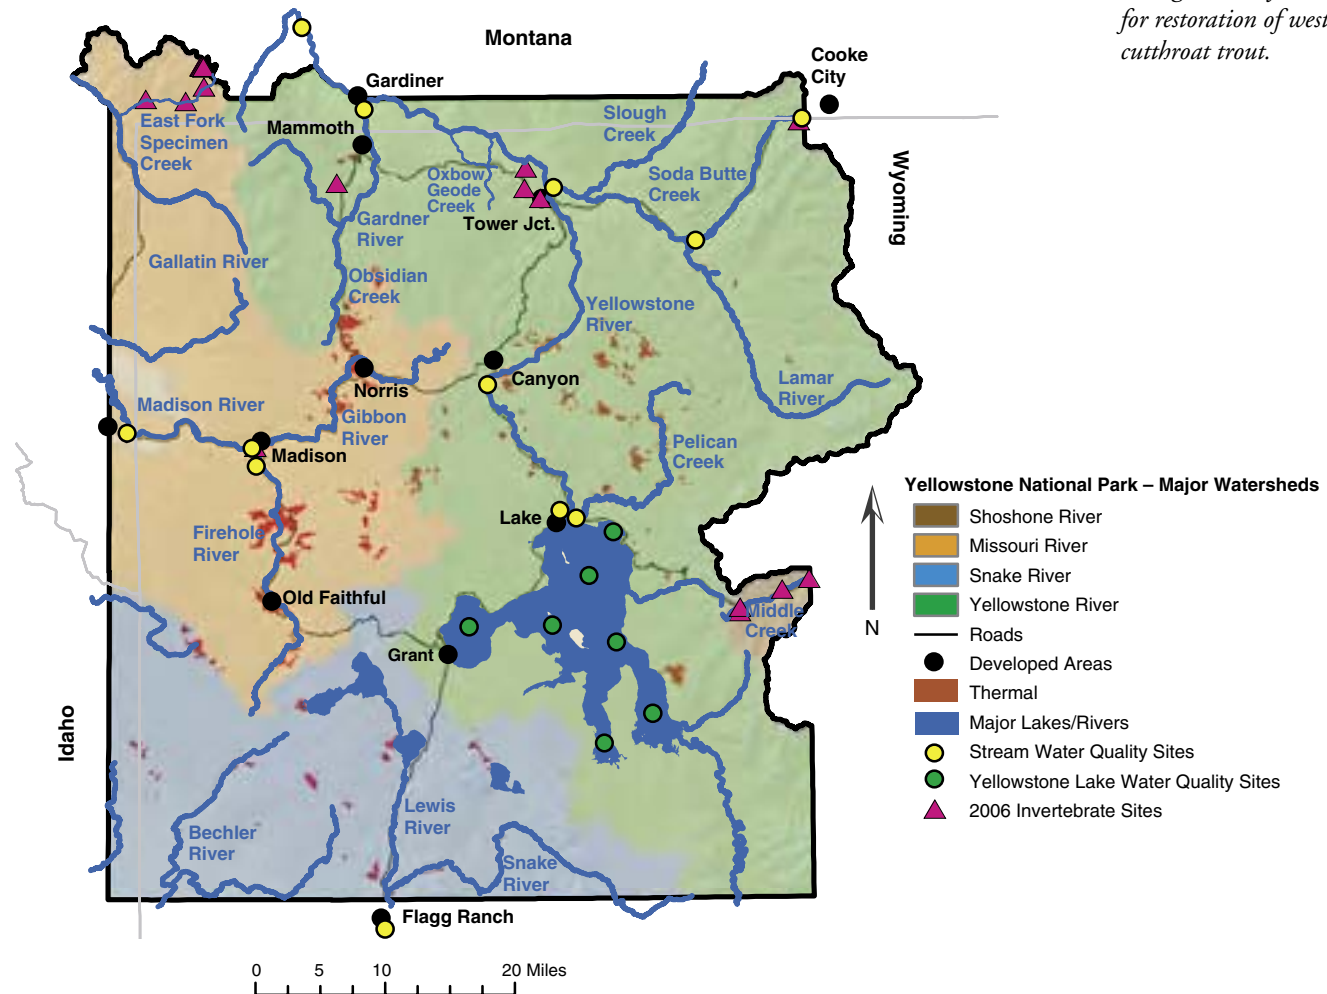 for restoration of west
cutthroat trout.
Montana
Cooke
City
Gardiner
Slough
Creek
Mammoth
East Fork
Specimen
Creek
Oxbow
Geode
Creek
Soda Butte
Creek
Wyoming
Gardner
River
Tower Jct.
Gallatin River
Obsidian
Creek
Yellowstone
River
Canyon
Norris
Lamar
River
Madison River
Gibbon
River
Madison
Pelican
Creek
Lake
Firehole
River
Old Faithful
Middle
Creek
Grant
Idaho
Lewis
River
Bechler
River
Snake
River
Flagg Ranch
0 5 10 20 Miles
Yellowstone National Park – Major Watersheds
Shoshone River
Missouri River
Snake River
Yellowstone River
Roads
Developed Areas
Thermal
Major Lakes/Rivers
Stream Water Quality Sites
Yellowstone Lake Water Quality Sites
2006 Invertebrate Sites
N